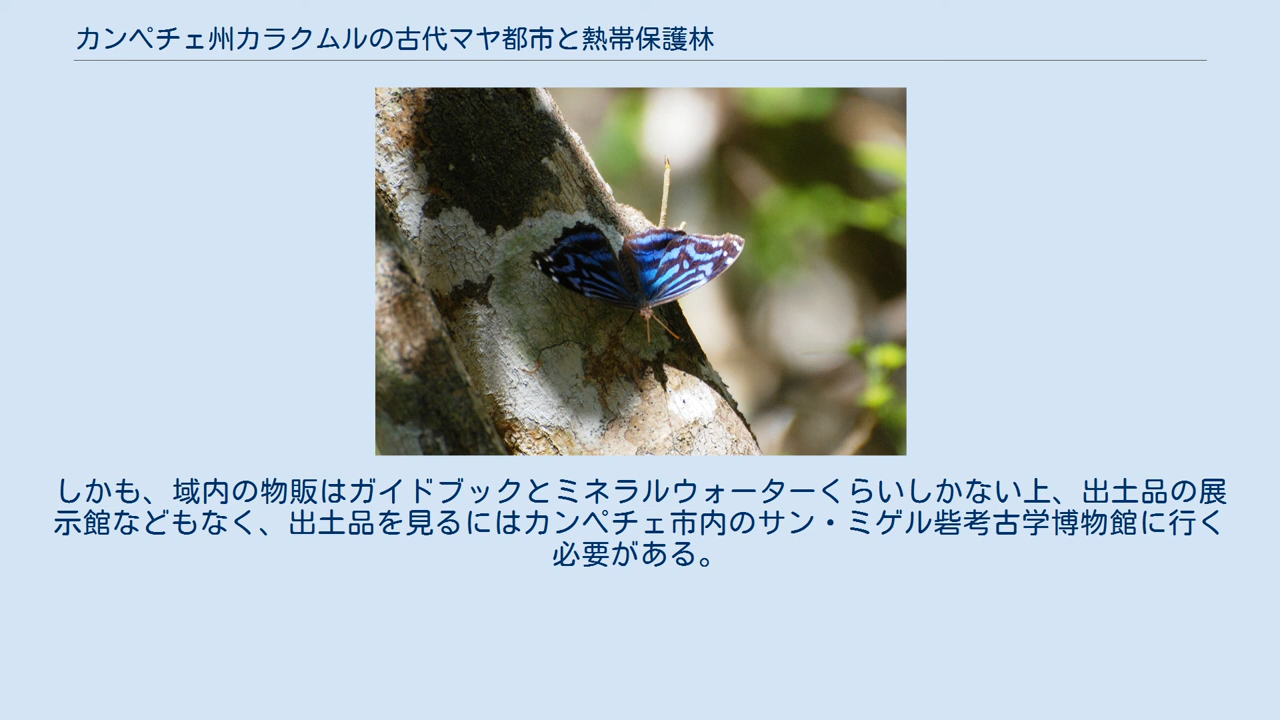 カンペチェ州カラクムルの古代マヤ都市と熱帯保護林
しかも、域内の物販はガイドブックとミネラルウォーターくらいしかない上、出土品の展
示館などもなく、出土品を見るにはカンペチェ市内のサン・ミゲル砦考古学博物館に行く
必要がある。